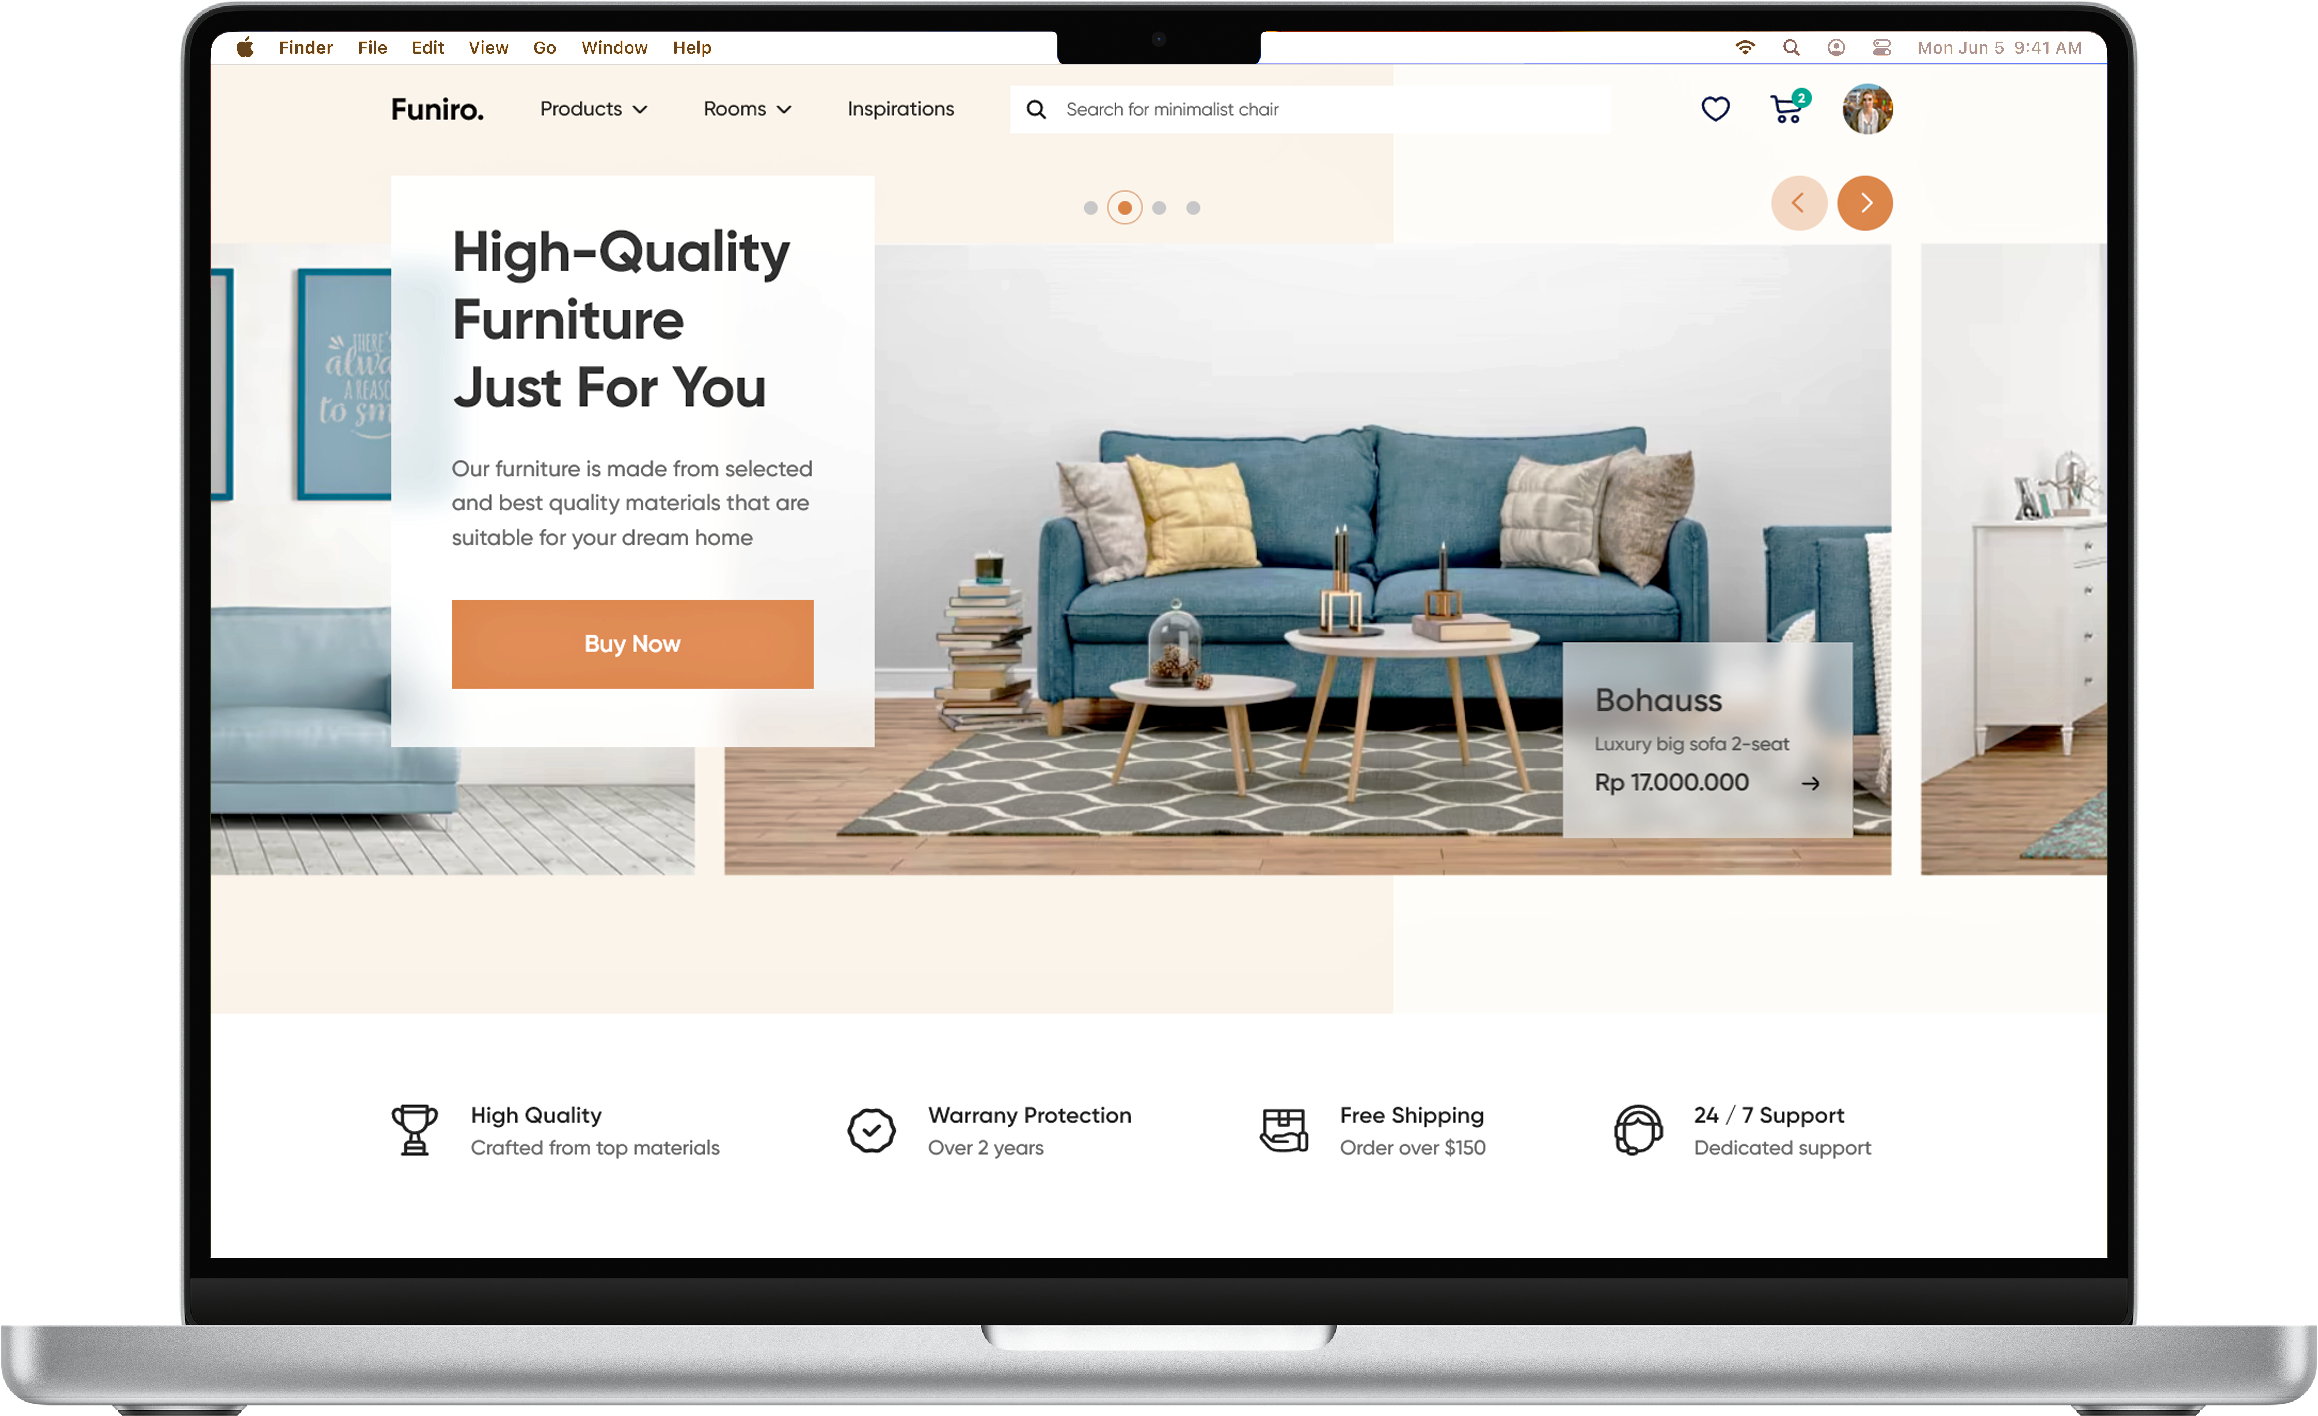 Finder File Edit View Go Window Help
Mon Jun 5 9:41 AM
Funiro. Products Rooms Inspirations Search for minimalist chair
2
High-Quality
Furniture
Just For You
Our furniture is made from selected
and best quality materials that are
suitable for your dream home
Buy Now
THERE'S
A
to
Bohauss
Luxury big sofa 2-seat
Rp 17.000.000
High Quality
Crafted from top materials
Warrany Protection
Over 2 years
Free Shipping
Order over $150
24 / 7 Support
Dedicated support